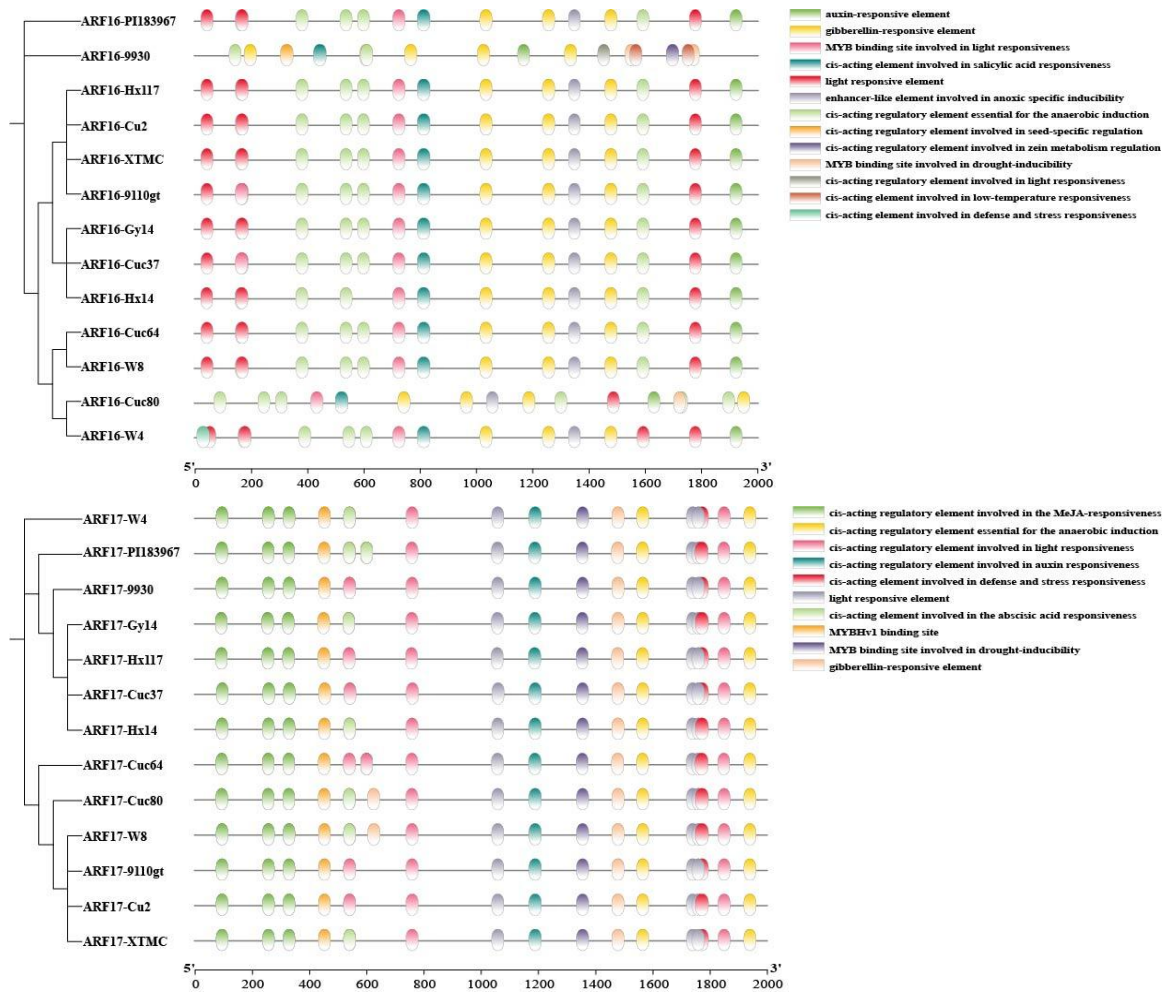 ARF16-PI183967
ARF16-9930
ARF16-Hx117
ARF16-Cu2
ARF16-XTMC
ARF16-9110gt
ARF16-Gy14
ARF16-Cuc37
ARF16-Hx14
ARF16-Cuc64
ARF16-W8
ARF16-Cuc80
ARF16-W4
5' 3'
0 200 400 600 800 1000 1200 1400 1600 1800 2000
auxin-responsive element
gibberellin-responsive element
MYB binding site involved in light responsiveness
cis-acting element involved in salicylic acid responsiveness
light responsive element
enhancer-like element involved in anoxic specific inducibility
cis-acting regulatory element essential for the anaerobic induction
cis-acting regulatory element involved in seed-specific regulation
cis-acting regulatory element involved in zein metabolism regulation
MYB binding site involved in drought-inducibility
cis-acting regulatory element involved in light responsiveness
cis-acting element involved in low-temperature responsiveness
cis-acting element involved in defense and stress responsiveness
ARF17-W4
ARF17-PI183967
ARF17-9930
ARF17-Gy14
ARF17-Hx117
ARF17-Cuc37
ARF17-Hx14
ARF17-Cuc64
ARF17-Cuc80
ARF17-W8
ARF17-9110gt
ARF17-Cu2
ARF17-XTMC
5' 3'
0 200 400 600 800 1000 1200 1400 1600 1800 2000
cis-acting regulatory element involved in the MeJA-responsiveness
cis-acting regulatory element essential for the anaerobic induction
cis-acting regulatory element involved in light responsiveness
cis-acting regulatory element involved in auxin responsiveness
cis-acting element involved in defense and stress responsiveness
light responsive element
cis-acting element involved in the abscisic acid responsiveness
MYBHv1 binding site
MYB binding site involved in drought-inducibility
gibberellin-responsive element